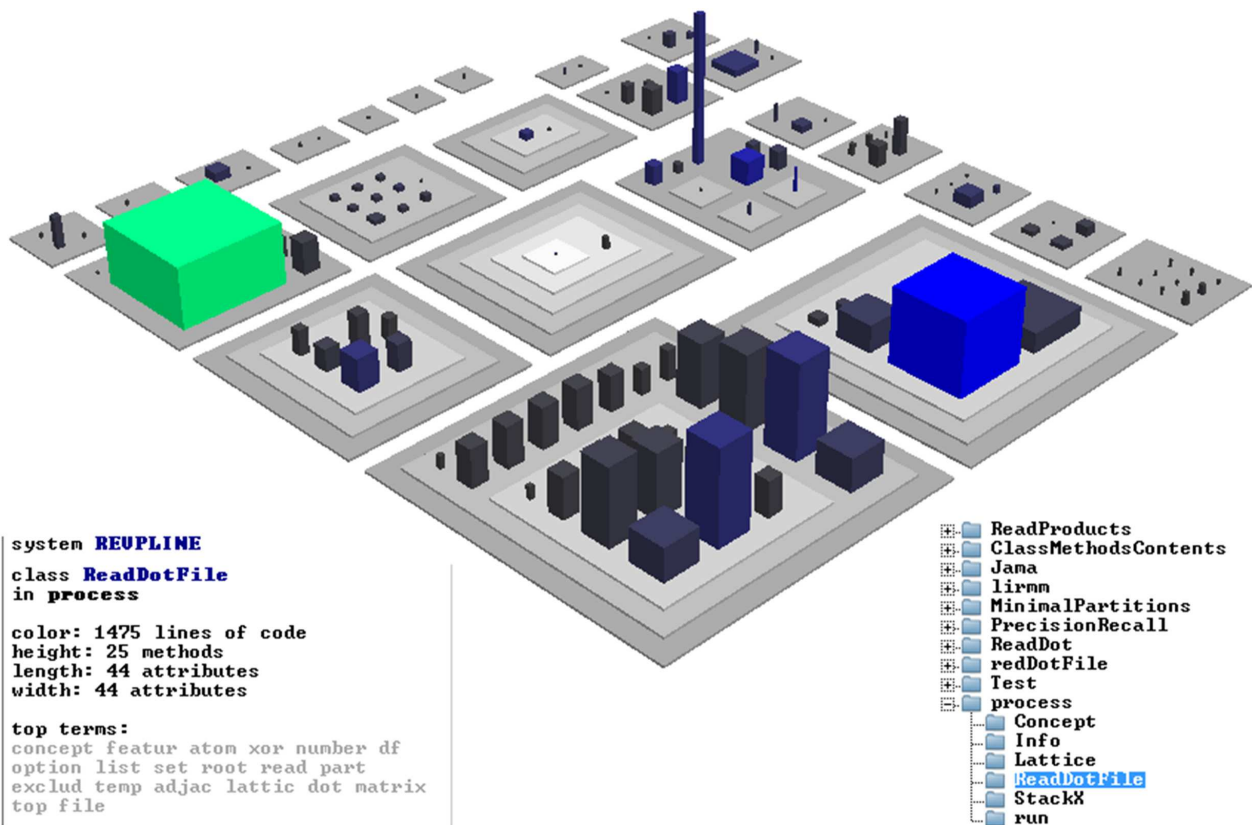 system REVPLINE
class ReadDotFile
in process
color: 1475 lines of code
height: 25 methods
length: 44 attributes
width: 44 attributes
top terms:
concept featur atom xor number df
option list set root read part
exclud temp adjac lattic dot matrix
top file
ReadProducts
ClassMethodsContents
Jama
lirmm
MinimalPartitions
PrecisionRecall
ReadDot
redDotFile
Test
process
Concept
Info
Lattice
ReadDotFile
StackX
run